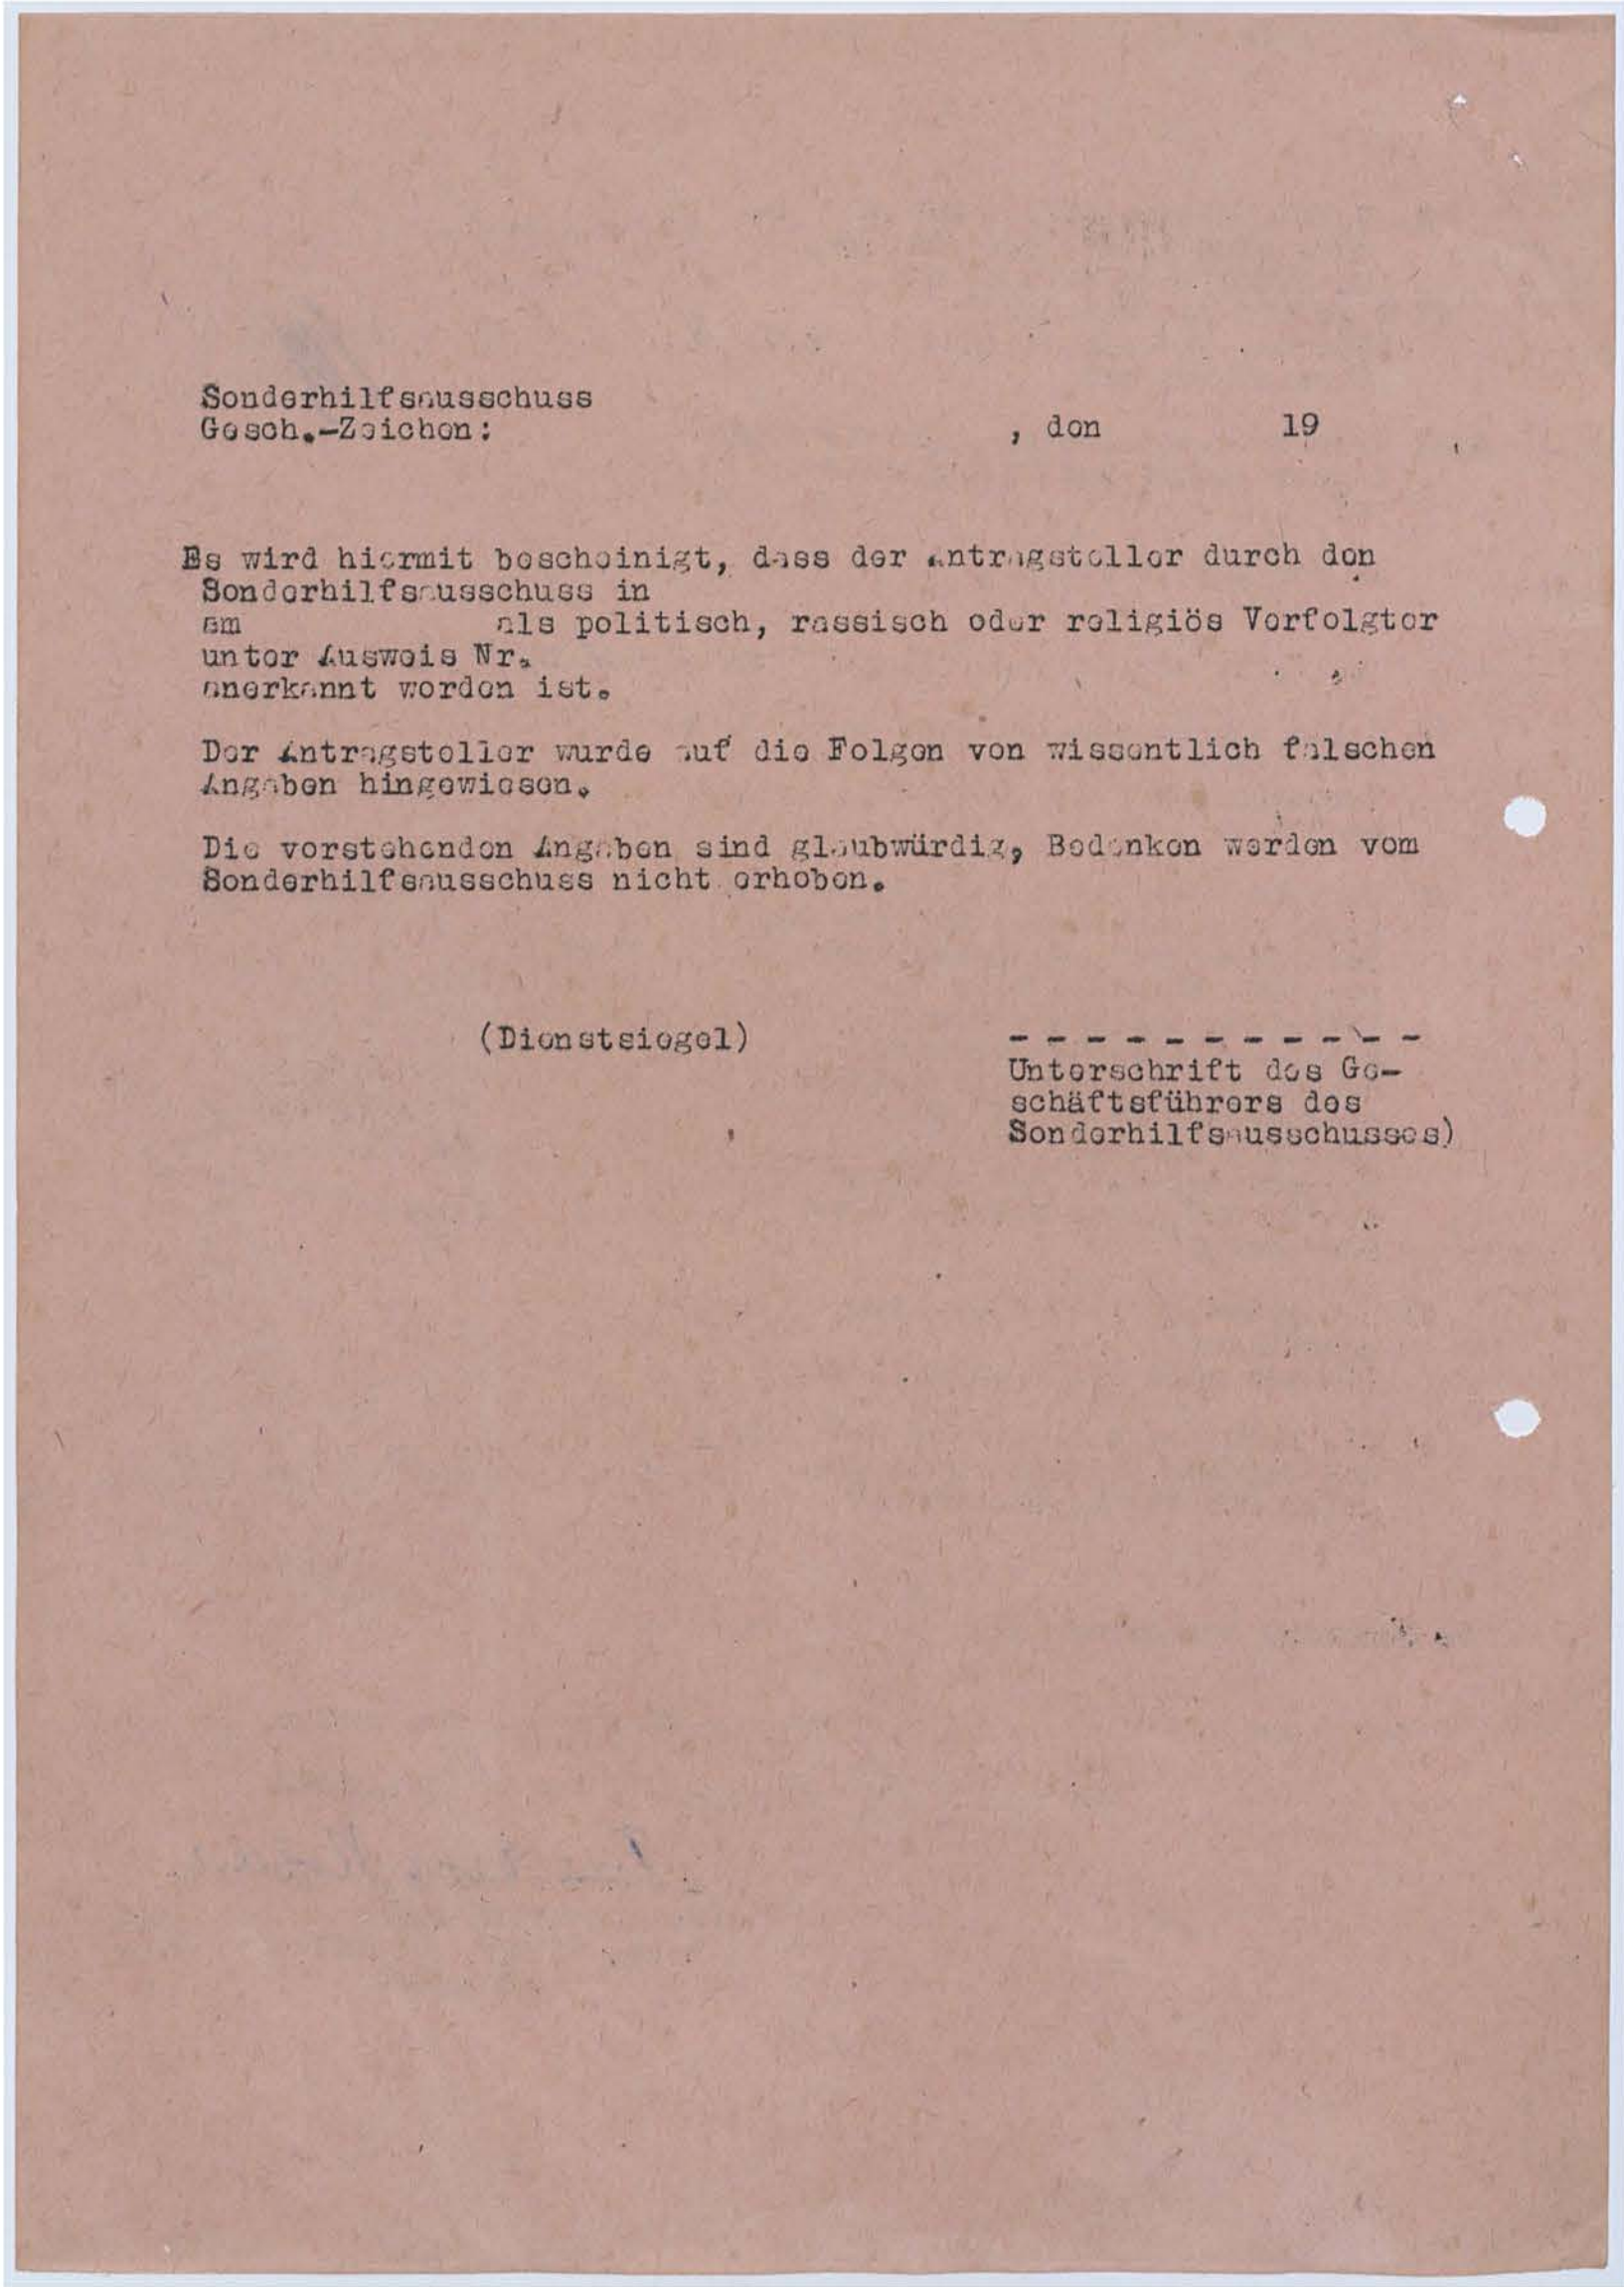 Sonderhilfsausschuss
Gesch.-Zeichen:
, den 19
Es wird hiermit bescheinigt, dass der Antragsteller durch den
Sonderhilfsausschuss in
am als politisch, rassisch oder religiös Verfolgter
unter Ausweis Nr.
anerkannt worden ist.
Der Antragsteller wurde auf die Folgen von wissentlich falschen
Angaben hingewiesen.
Die vorstehenden Angaben sind glaubwürdig, Bedenken werden vom
Sonderhilfsausschuss nicht erhoben.
(Dienstsiegel)
- - - - - - - - - - -
Unterschrift des Ge-
schäftsführers des
Sonderhilfsausschusses)